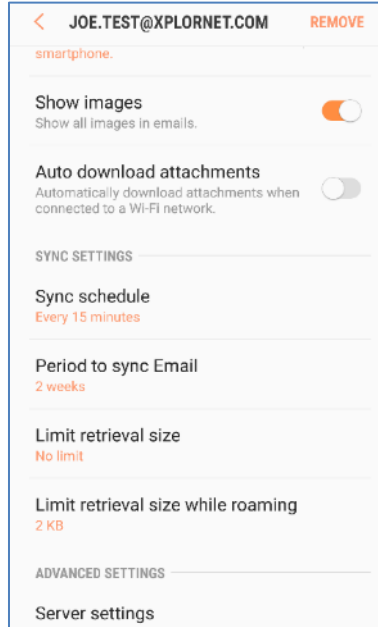 < JOE.TEST@XPLORNET.COM REMOVE
smartphone.
Show images
Show all images in emails.
Auto download attachments
Automatically download attachments when
connected to a Wi-Fi network.
SYNC SETTINGS
Sync schedule
Every 15 minutes
Period to sync Email
2 weeks
Limit retrieval size
No limit
Limit retrieval size while roaming
2 KB
ADVANCED SETTINGS
Server settings